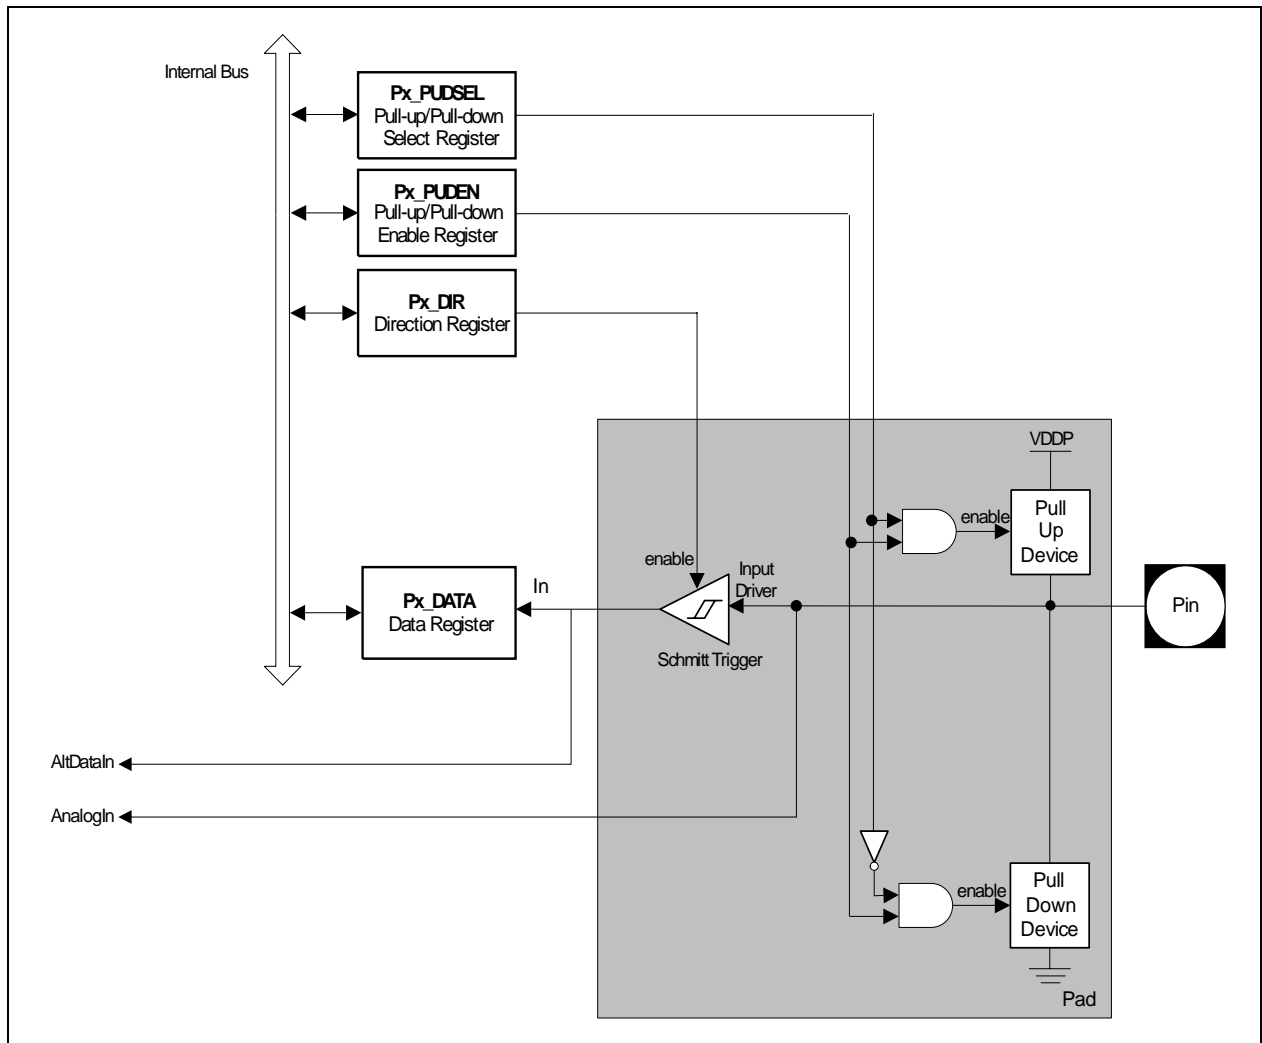 Internal Bus
Px_PUDSEL
Pull-up/Pull-down
Select Register
Px_PUDEN
Pull-up/Pull-down
Enable Register
Px_DIR
Direction Register
VDDP
enable
Pull
Up
Device
enable
Input
Driver
In
Px_DATA
Data Register
Schmitt Trigger
Pin
AltDataIn
AnalogIn
enable
Pull
Down
Device
Pad